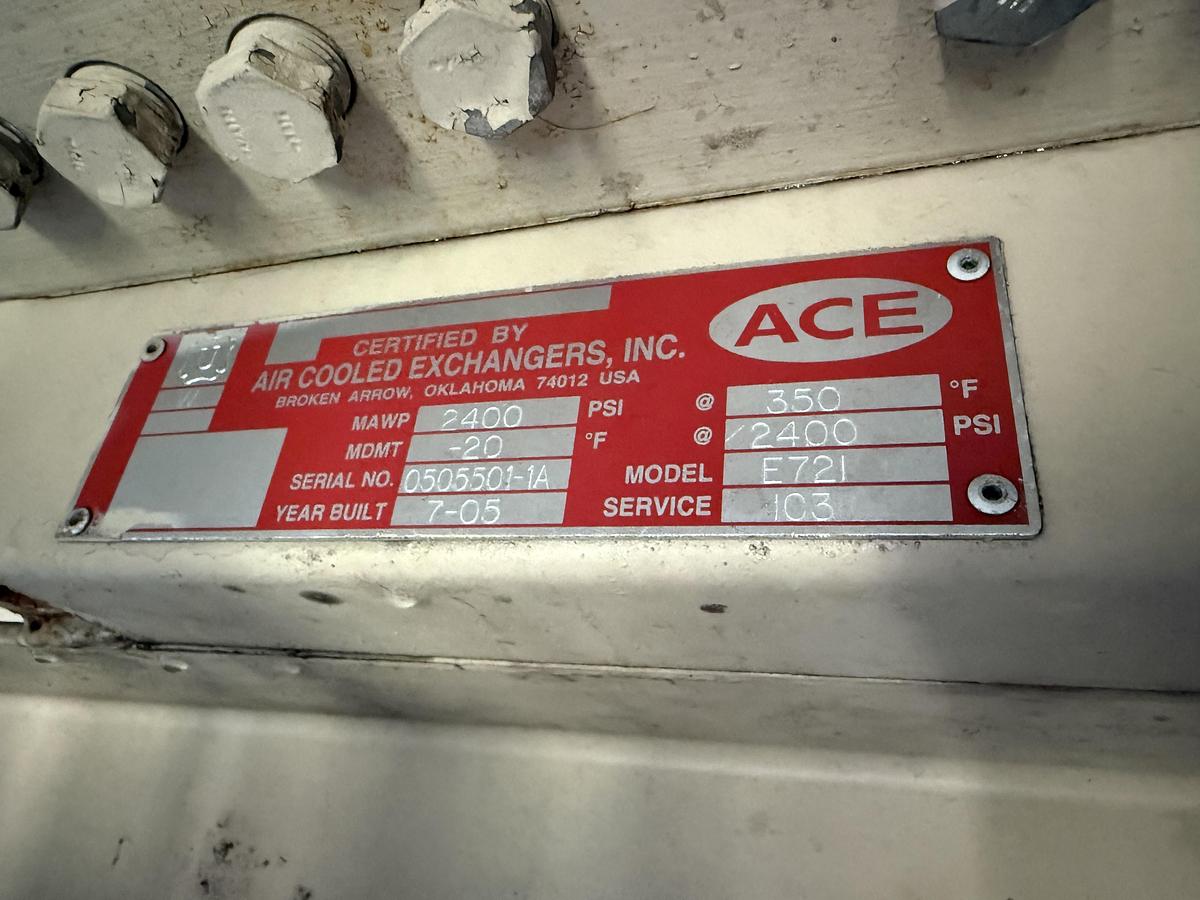 ACE
CERTIFIED BY
AIR COOLED EXCHANGERS, INC.
BROKEN ARROW, OKLAHOMA 74012 USA
MAWP 2400 PSI @ 350 °F
MDMT -20 °F @ 2400 PSI
SERIAL NO. 0505501-1A MODEL E721
YEAR BUILT 7-05 SERVICE 103